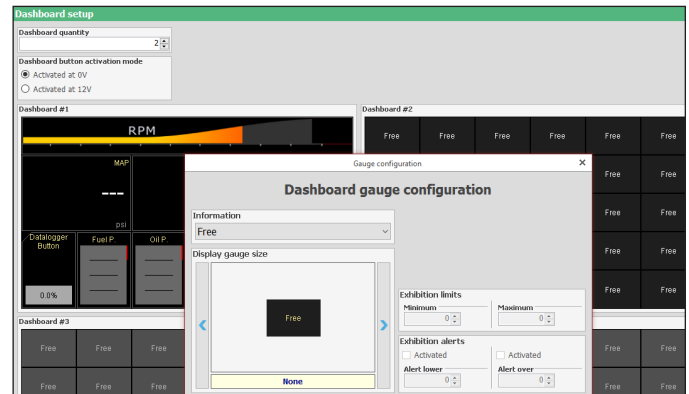 Dashboard setup
Dashboard quantity
2
Dashboard button activation mode
Activated at 0V
Activated at 12V
Dashboard #1
RPM
MAP
---
psi
Datalogger
Button
0.0%
Fuel P.
Oil P.
Dashboard #2
Free Free Free Free Free Free
Free
Free
Free
Free
Gauge configuration
Dashboard gauge configuration
Information
Free
Display gauge size
Free
None
Exhibition limits
Minimum Maximum
0 0
Exhibition alerts
Activated Activated
Alert lower Alert over
0 0
Dashboard #3
Free Free Free
Free Free Free
Free Free
Free Free